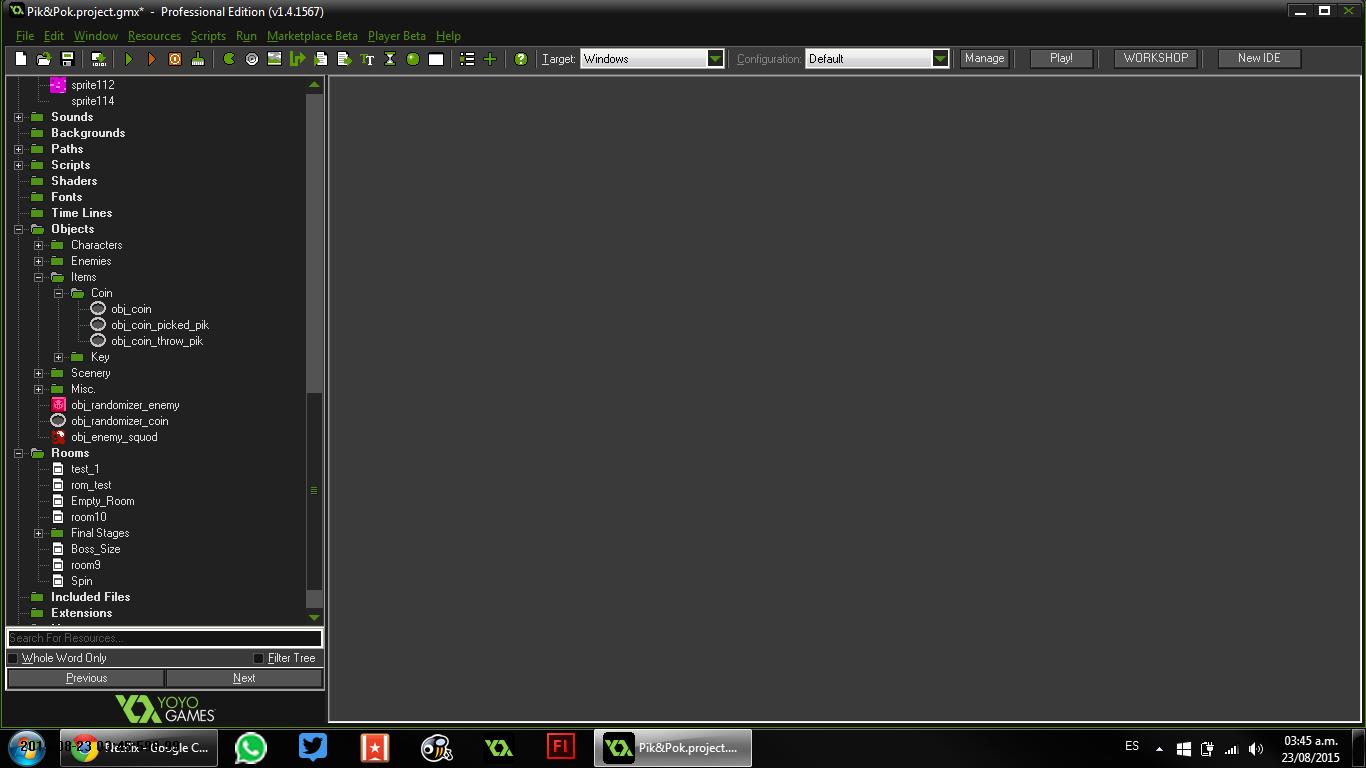 Pik&Pok.project.gmx* - Professional Edition (v1.4.1567)
File Edit Window Resources Scripts Run Marketplace Beta Player Beta Help
Target: Windows Configuration: Default Manage Play! WORKSHOP New IDE
sprite112
sprite114
Sounds
Backgrounds
Paths
Scripts
Shaders
Fonts
Time Lines
Objects
Characters
Enemies
Items
Coin
obj_coin
obj_coin_picked_pik
obj_coin_throw_pik
Key
Scenery
Misc.
obj_randomizer_enemy
obj_randomizer_coin
obj_enemy_squod
Rooms
test_1
rom_test
Empty_Room
room10
Final Stages
Boss_Size
room9
Spin
Included Files
Extensions
Search For Resources...
Whole Word Only Filter Tree
Previous Next
YOYO
GAMES
Google C... Fl Pik&Pok.project.... ES 03:45 a.m.
23/08/2015